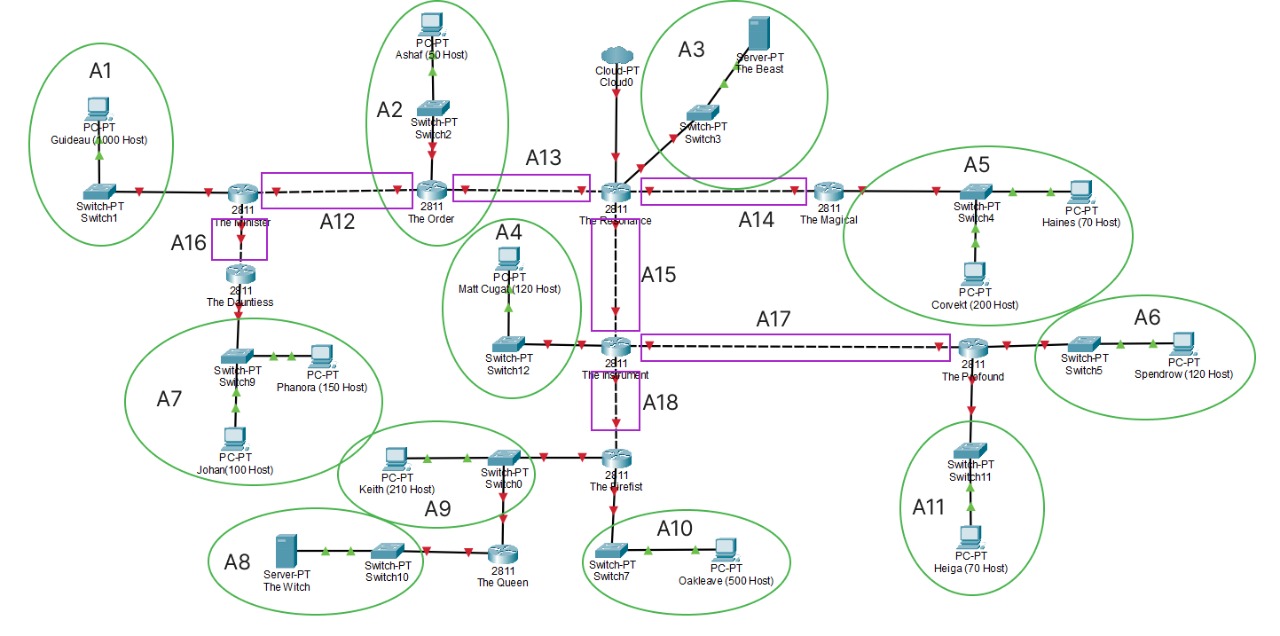 A1
PC-PT
Guideau (1000 Host)
Switch-PT
Switch1
2811
The Minister
A12
A2
PC-PT
Ashaf (50 Host)
Switch-PT
Switch2
2811
The Order
A13
Cloud-PT
Cloud0
A3
Server-PT
The Beast
Switch-PT
Switch3
2811
The Resonance
A14
2811
The Magical
A5
Switch-PT
Switch4
PC-PT
Haines (70 Host)
PC-PT
Corvekt (200 Host)
A16
2811
The Dauntless
A4
PC-PT
Matt Cugat (120 Host)
Switch-PT
Switch12
A15
2811
The Instrument
A17
2811
The Profound
A6
Switch-PT
Switch5
PC-PT
Spendrow (120 Host)
A7
Switch-PT
Switch9
PC-PT
Phanora (150 Host)
PC-PT
Johan(100 Host)
A18
PC-PT
Keith (210 Host)
Switch-PT
Switch0
A9
2811
The Firefist
A8
Server-PT
The Witch
Switch-PT
Switch10
2811
The Queen
A10
Switch-PT
Switch7
PC-PT
Oakleave (500 Host)
A11
Switch-PT
Switch11
PC-PT
Heiga (70 Host)